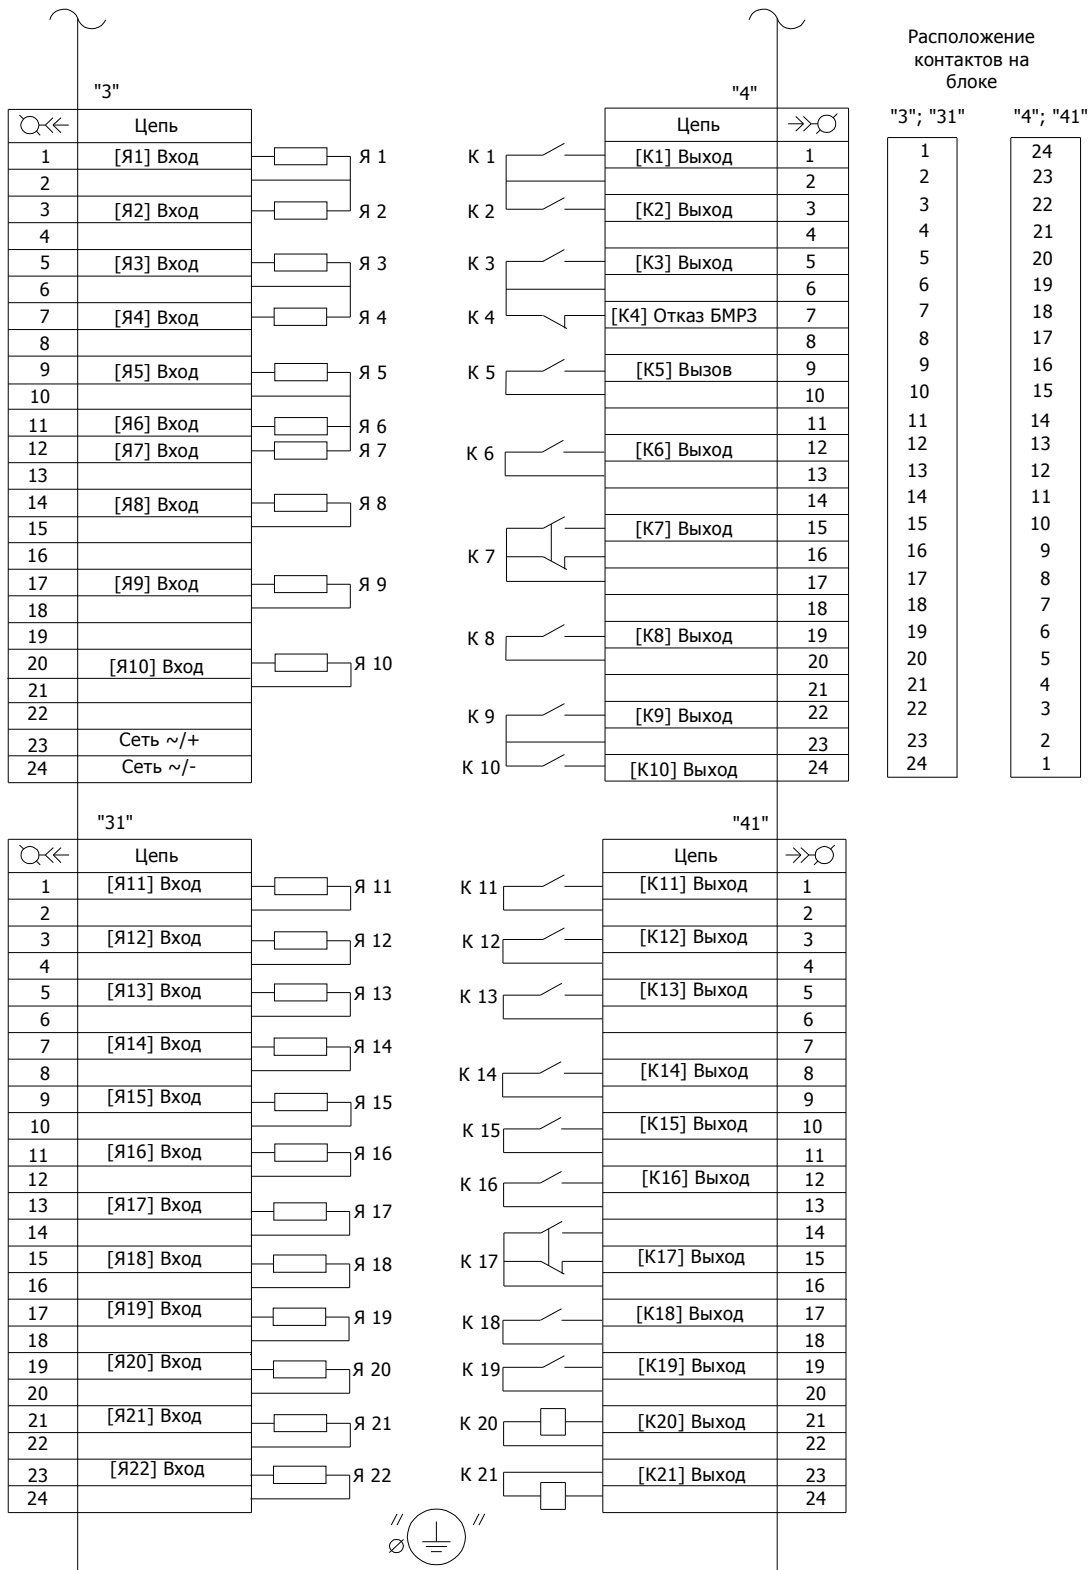 Расположение
контактов на
блоке
"3"; "31" "4"; "41"
1 24
2 23
3 22
4 21
5 20
6 19
7 18
8 17
9 16
10 15
11 14
12 13
13 12
14 11
15 10
16 9
17 8
18 7
19 6
20 5
21 4
22 3
23 2
24 1
"3"
Цепь
1 [Я1] Вход Я 1
2
3 [Я2] Вход Я 2
4
5 [Я3] Вход Я 3
6
7 [Я4] Вход Я 4
8
9 [Я5] Вход Я 5
10
11 [Я6] Вход Я 6
12 [Я7] Вход Я 7
13
14 [Я8] Вход Я 8
15
16
17 [Я9] Вход Я 9
18
19
20 [Я10] Вход Я 10
21
22
23 Сеть ~/+
24 Сеть ~/-
"4"
Цепь
К 1 [К1] Выход 1
2
К 2 [К2] Выход 3
4
К 3 [К3] Выход 5
6
К 4 [К4] Отказ БМРЗ 7
8
К 5 [К5] Вызов 9
10
11
К 6 [К6] Выход 12
13
14
[К7] Выход 15
К 7 16
17
18
К 8 [К8] Выход 19
20
21
К 9 [К9] Выход 22
23
К 10 [К10] Выход 24
"31"
Цепь
1 [Я11] Вход Я 11
2
3 [Я12] Вход Я 12
4
5 [Я13] Вход Я 13
6
7 [Я14] Вход Я 14
8
9 [Я15] Вход Я 15
10
11 [Я16] Вход Я 16
12
13 [Я17] Вход Я 17
14
15 [Я18] Вход Я 18
16
17 [Я19] Вход Я 19
18
19 [Я20] Вход Я 20
20
21 [Я21] Вход Я 21
22
23 [Я22] Вход Я 22
24
"41"
Цепь
К 11 [К11] Выход 1
2
К 12 [К12] Выход 3
4
К 13 [К13] Выход 5
6
7
К 14 [К14] Выход 8
9
К 15 [К15] Выход 10
11
К 16 [К16] Выход 12
13
14
К 17 [К17] Выход 15
16
К 18 [К18] Выход 17
18
К 19 [К19] Выход 19
20
К 20 [К20] Выход 21
22
К 21 [К21] Выход 23
24